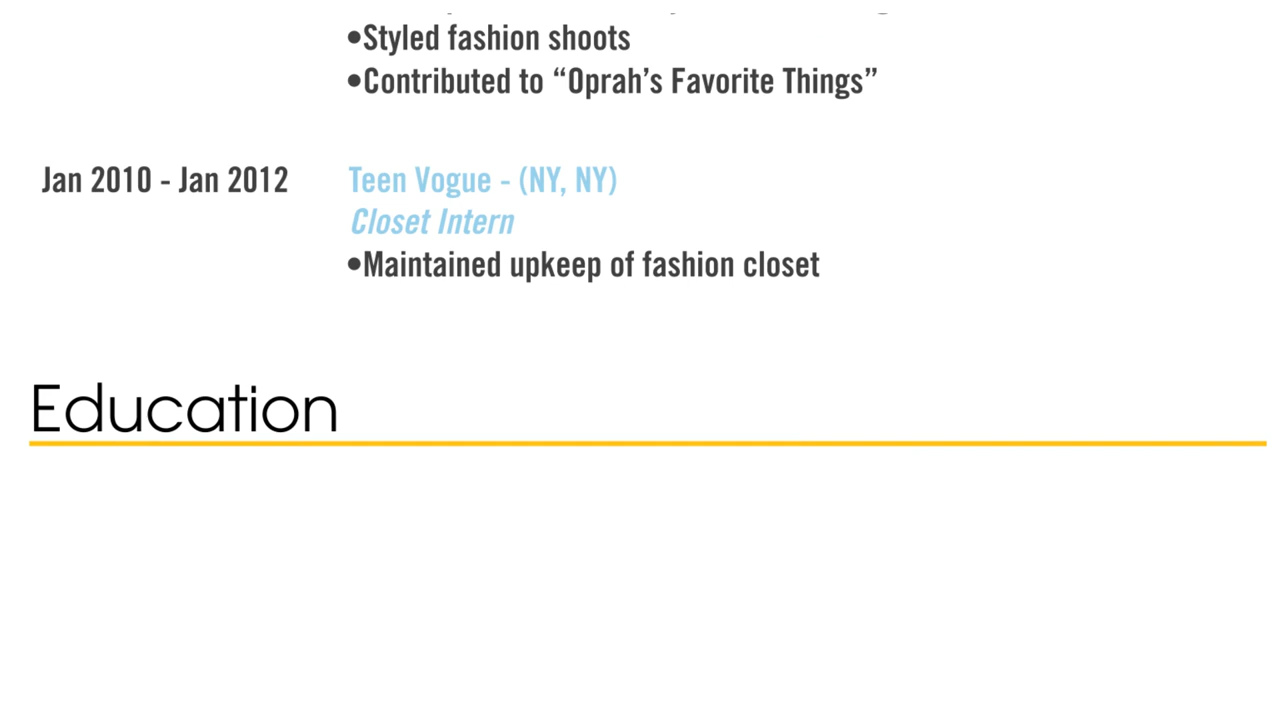 •Styled fashion shoots
•Contributed to “Oprah’s Favorite Things”
Jan 2010 - Jan 2012 Teen Vogue - (NY, NY)
Closet Intern
•Maintained upkeep of fashion closet
Education